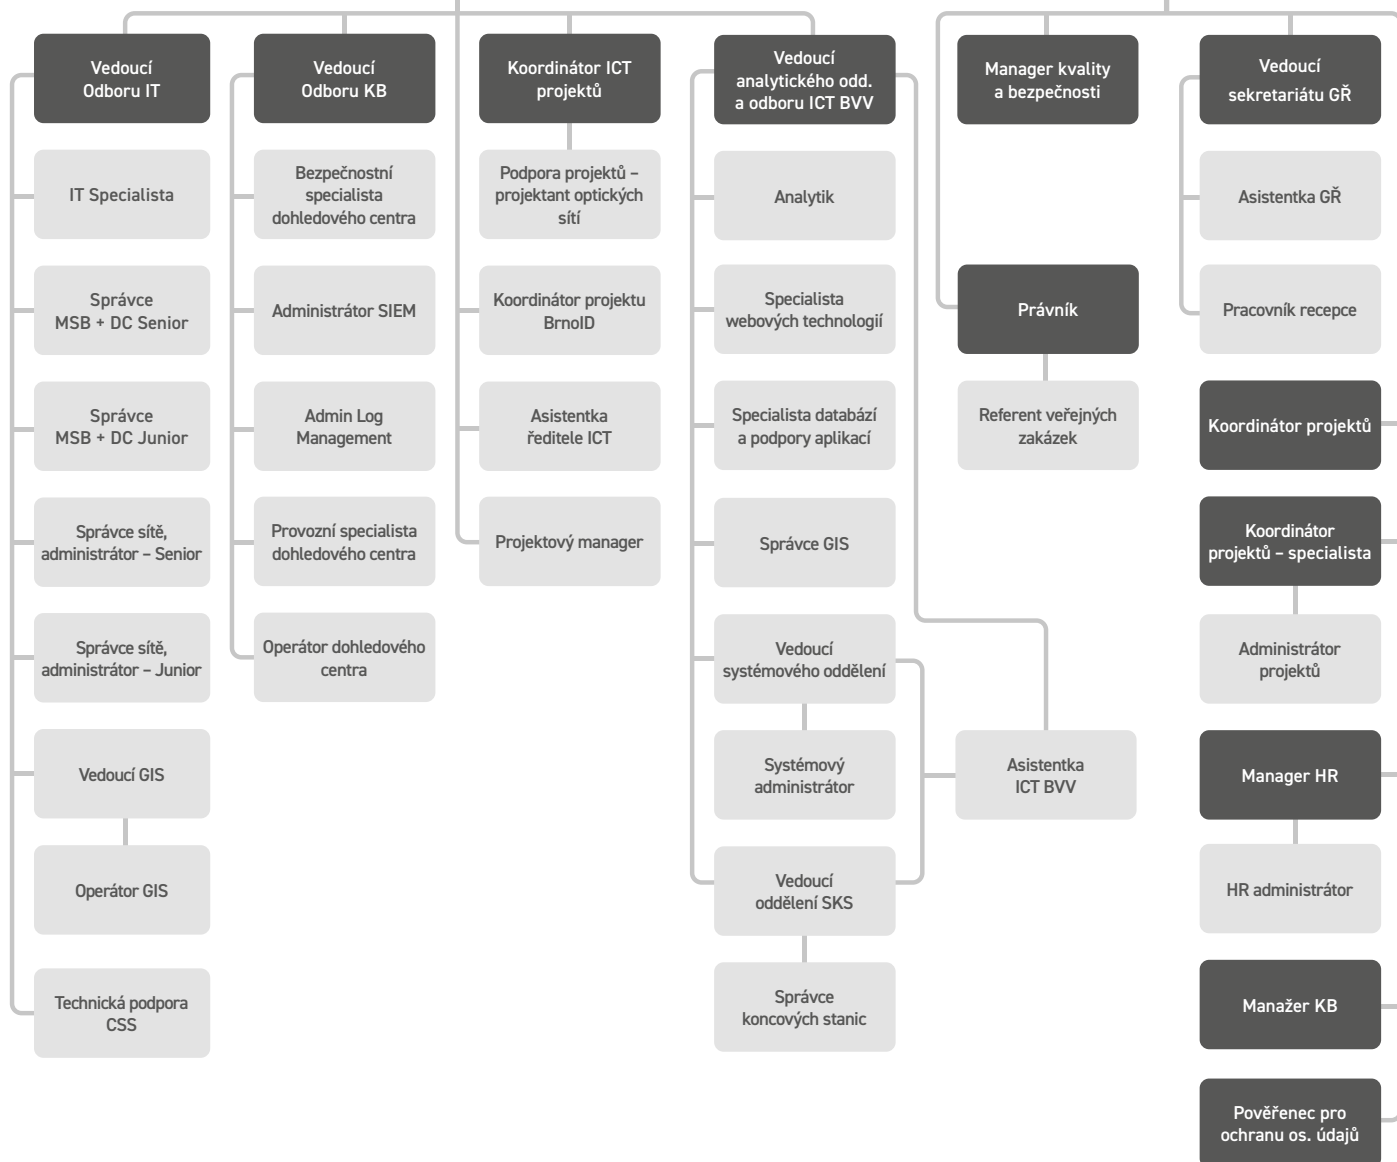 Vedoucí
Odboru IT
IT Specialista
Správce
MSB + DC Senior
Správce
MSB + DC Junior
Správce sítě,
administrátor – Senior
Správce sítě,
administrátor – Junior
Vedoucí GIS
Operátor GIS
Technická podpora
CSS
Vedoucí
Odboru KB
Bezpečnostní
specialista
dohledového centra
Administrátor SIEM
Admin Log
Management
Provozní specialista
dohledového centra
Operátor dohledového
centra
Koordinátor ICT
projektů
Podpora projektů –
projektant optických
sítí
Koordinátor projektu
BrnoID
Asistentka
ředitele ICT
Projektový manager
Vedoucí
analytického odd.
a odboru ICT BVV
Analytik
Specialista
webových technologií
Specialista databází
a podpory aplikací
Správce GIS
Vedoucí
systémového oddělení
Systémový
administrátor
Vedoucí
oddělení SKS
Správce
koncových stanic
Asistentka
ICT BVV
Manager kvality
a bezpečnosti
Právník
Referent veřejných
zakázek
Vedoucí
sekretariátu GŘ
Asistentka GŘ
Pracovník recepce
Koordinátor projektů
Koordinátor
projektů – specialista
Administrátor
projektů
Manager HR
HR administrátor
Manažer KB
Pověřenec pro
ochranu os. údajů